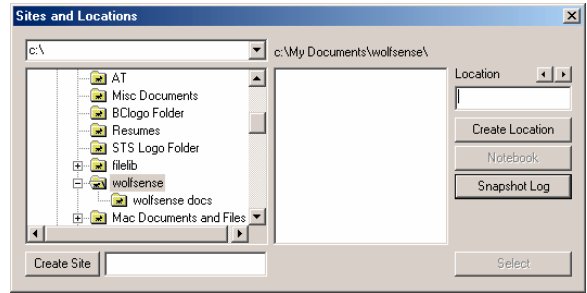 Sites and Locations
c:\
c:\My Documents\wolfsense\
AT
Misc Documents
BClogo Folder
Resumes
STS Logo Folder
filelib
wolfsense
wolfsense docs
Mac Documents and Files
Location
Create Location
Notebook
Snapshot Log
Create Site
Select